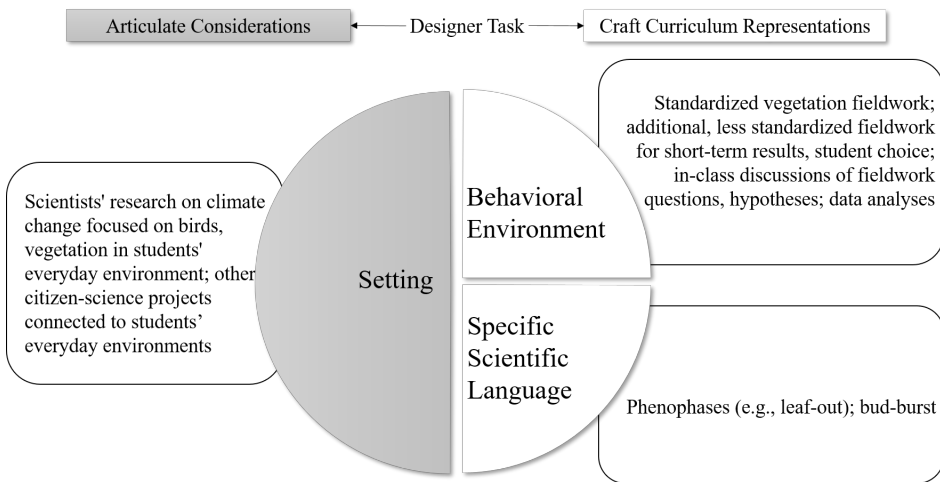 Articulate Considerations
Designer Task
Craft Curriculum Representations
Scientists' research on climate
change focused on birds,
vegetation in students'
everyday environment; other
citizen-science projects
connected to students’
everyday environments
Setting
Behavioral
Environment
Standardized vegetation fieldwork;
additional, less standardized fieldwork
for short-term results, student choice;
in-class discussions of fieldwork
questions, hypotheses; data analyses
Specific
Scientific
Language
Phenophases (e.g., leaf-out); bud-burst